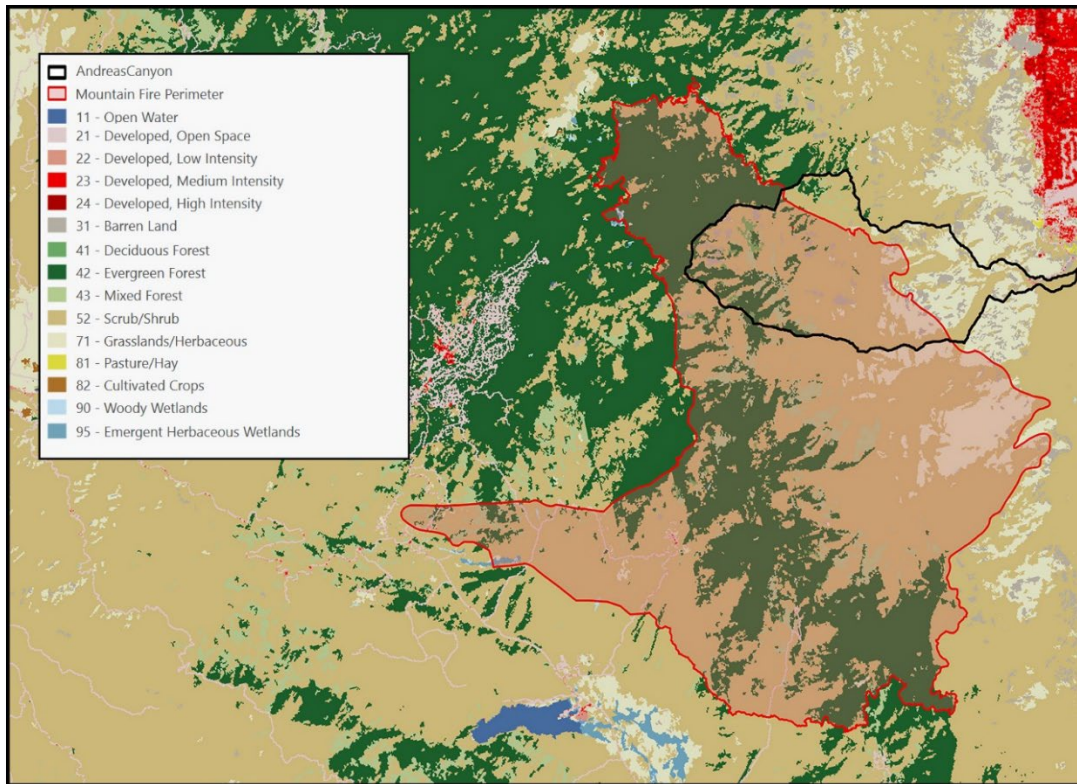 AndreasCanyon
Mountain Fire Perimeter
11 - Open Water
21 - Developed, Open Space
22 - Developed, Low Intensity
23 - Developed, Medium Intensity
24 - Developed, High Intensity
31 - Barren Land
41 - Deciduous Forest
42 - Evergreen Forest
43 - Mixed Forest
52 - Scrub/Shrub
71 - Grasslands/Herbaceous
81 - Pasture/Hay
82 - Cultivated Crops
90 - Woody Wetlands
95 - Emergent Herbaceous Wetlands